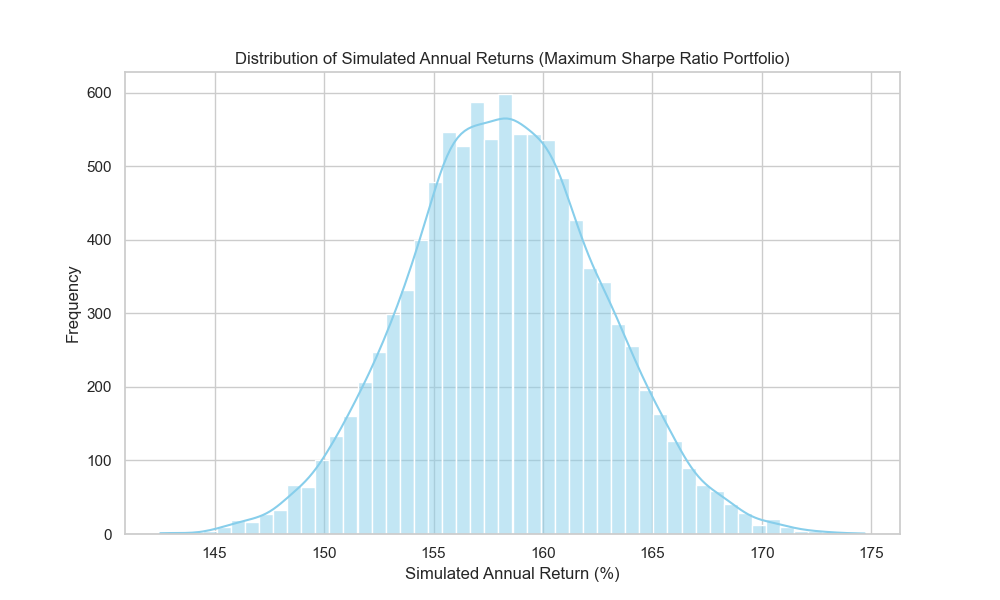 Distribution of Simulated Annual Returns (Maximum Sharpe Ratio Portfolio)
Frequency
600
500
400
300
200
100
0
145 150 155 160 165 170 175
Simulated Annual Return (%)